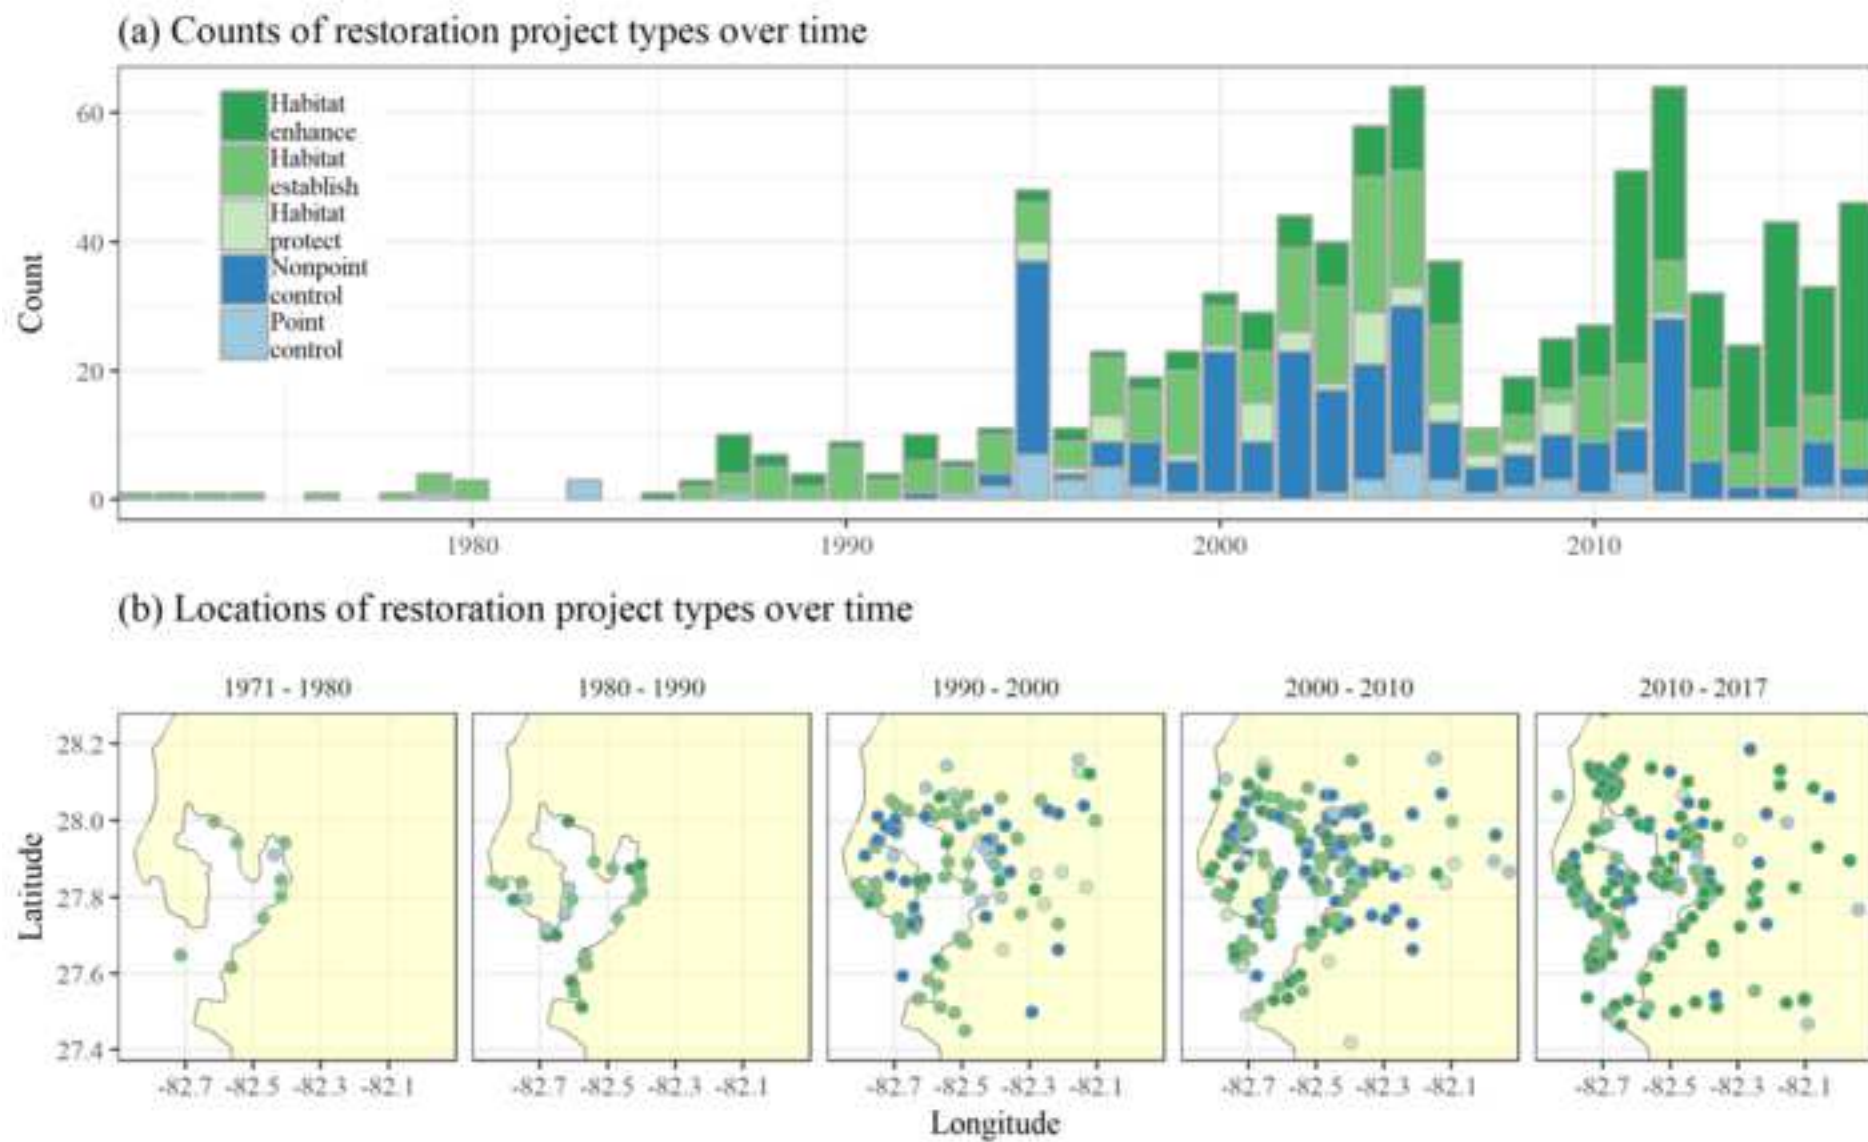 (a) Counts of restoration project types over time
Habitat
enhance
Habitat
establish
Habitat
protect
Nonpoint
control
Point
control
60
40
20
0
Count
1980 1990 2000 2010
(b) Locations of restoration project types over time
1971 - 1980 1980 - 1990 1990 - 2000 2000 - 2010 2010 - 2017
28.2
28.0
27.8
27.6
27.4
Latitude
-82.7 -82.5 -82.3 -82.1 -82.7 -82.5 -82.3 -82.1 -82.7 -82.5 -82.3 -82.1 -82.7 -82.5 -82.3 -82.1 -82.7 -82.5 -82.3 -82.1
Longitude